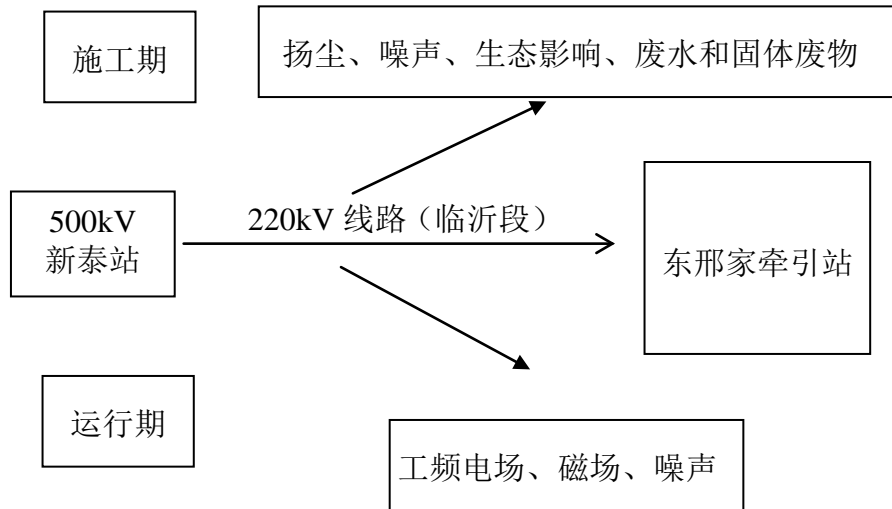 施工期
扬尘、噪声、生态影响、废水和固体废物
500kV
新泰站
220kV 线路（临沂段）
东邢家牵引站
运行期
工频电场、磁场、噪声